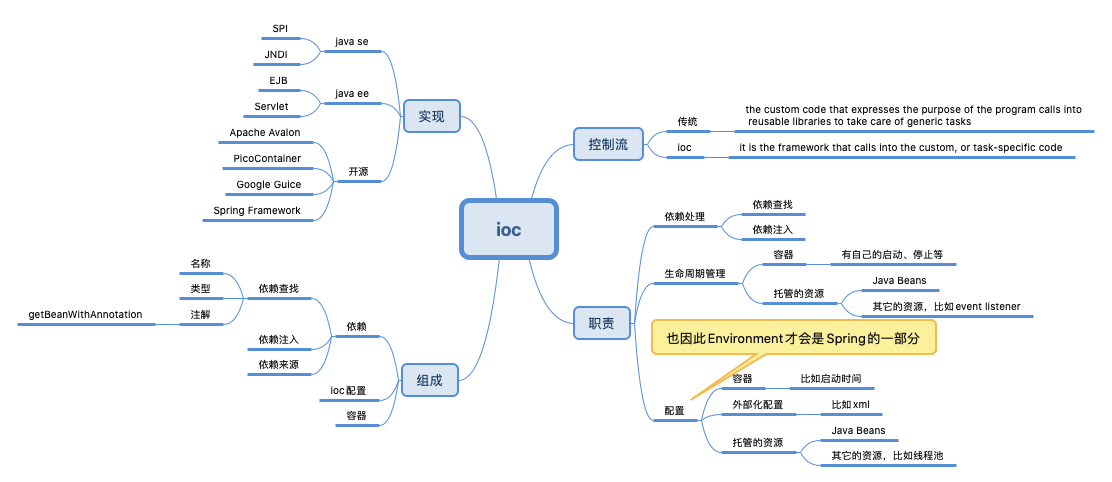 ioc
控制流
传统
the custom code that expresses the purpose of the program calls into
reusable libraries to take care of generic tasks
ioc
it is the framework that calls into the custom, or task-specific code
职责
依赖处理
依赖查找
依赖注入
生命周期管理
容器
有自己的启动、停止等
托管的资源
Java Beans
其它的资源，比如event listener
也因此Environment才会是Spring的一部分
配置
容器
比如启动时间
外部化配置
比如xml
托管的资源
Java Beans
其它的资源，比如线程池
实现
java se
SPI
JNDI
java ee
EJB
Servlet
开源
Apache Avalon
PicoContainer
Google Guice
Spring Framework
组成
依赖
依赖查找
名称
类型
注解
getBeanWithAnnotation
依赖注入
依赖来源
ioc配置
容器